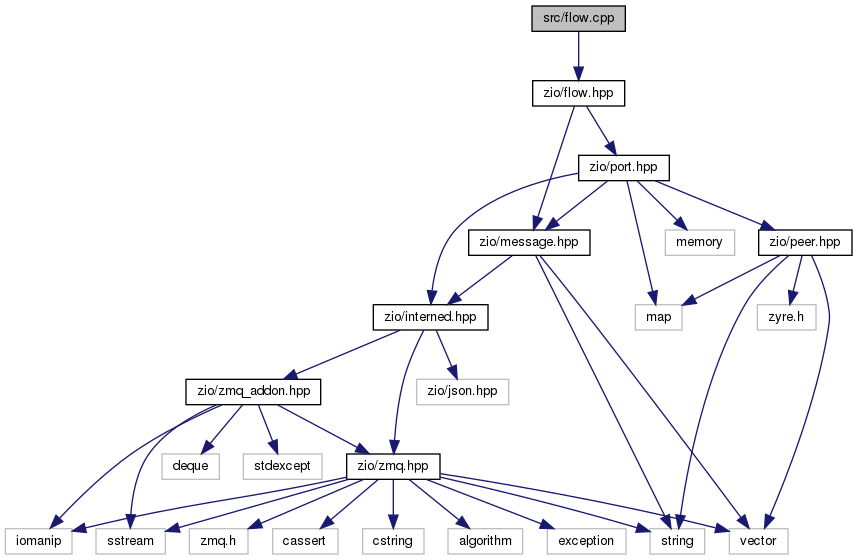 src/flow.cpp
zio/flow.hpp
zio/port.hpp
zio/message.hpp
memory
zio/peer.hpp
zio/interned.hpp
map
zyre.h
zio/zmq_addon.hpp
zio/json.hpp
deque
stdexcept
zio/zmq.hpp
iomanip
sstream
zmq.h
cassert
cstring
algorithm
exception
string
vector